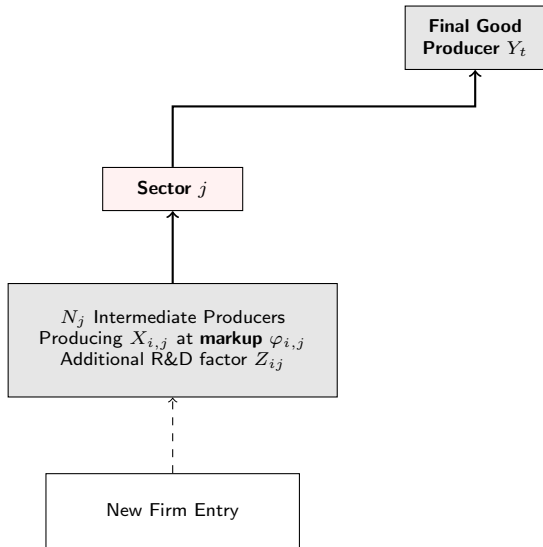 Final Good
Producer Y_t
Sector j
N_j Intermediate Producers
Producing X_{i,j} at markup φ_{i,j}
Additional R&D factor Z_{ij}
New Firm Entry